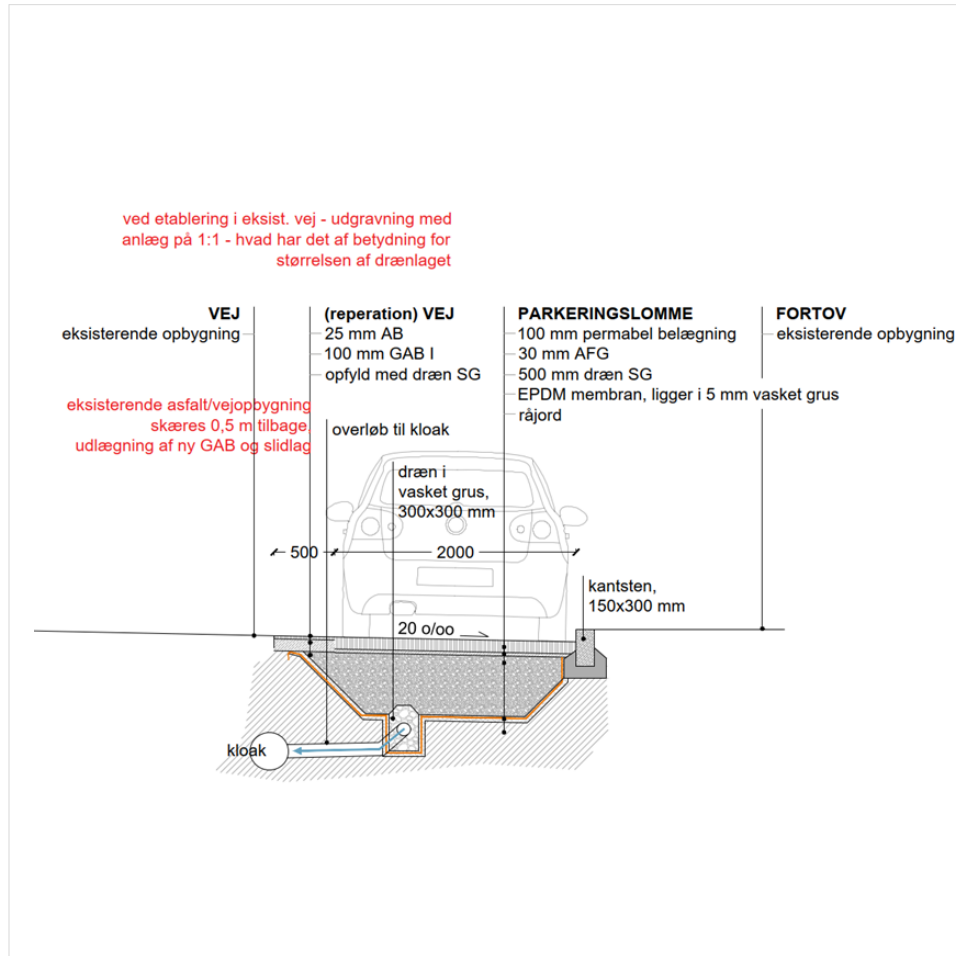 ved etablering i eksist. vej - udgravning med
anlæg på 1:1 - hvad har det af betydning for
størrelsen af drænlaget
VEJ
eksisterende opbygning
(reperation) VEJ
25 mm AB
100 mm GAB I
opfyld med dræn SG
PARKERINGSLOMME
100 mm permabel belægning
30 mm AFG
500 mm dræn SG
EPDM membran, ligger i 5 mm vasket grus
råjord
FORTOV
eksisterende opbygning
eksisterende asfalt/vejopbygning
skæres 0,5 m tilbage,
udlægning af ny GAB og slidlag
overløb til kloak
dræn i
vasket grus,
300x300 mm
500
2000
kantsten,
150x300 mm
20 o/oo
kloak